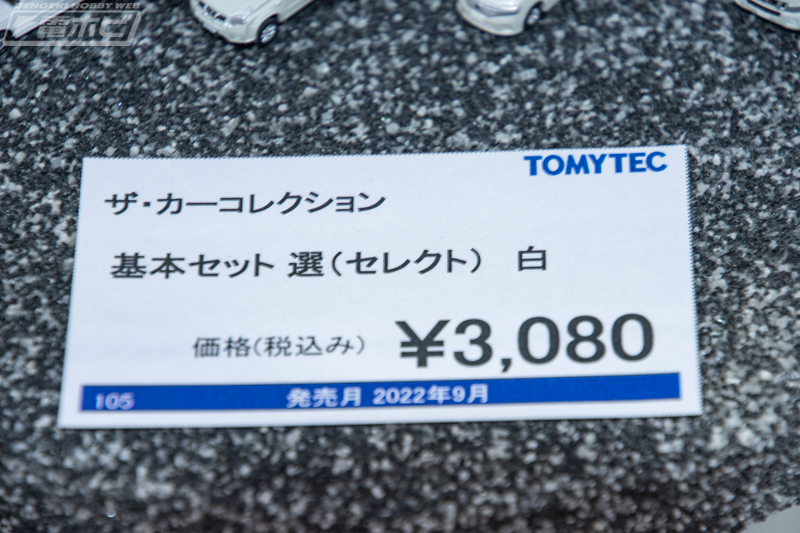 DENGEKI HOBBY WEB
電ホビ
TOMYTEC
ザ・カーコレクション
基本セット 選（セレクト） 白
価格（税込み） ¥3,080
105 発売月 2022年9月